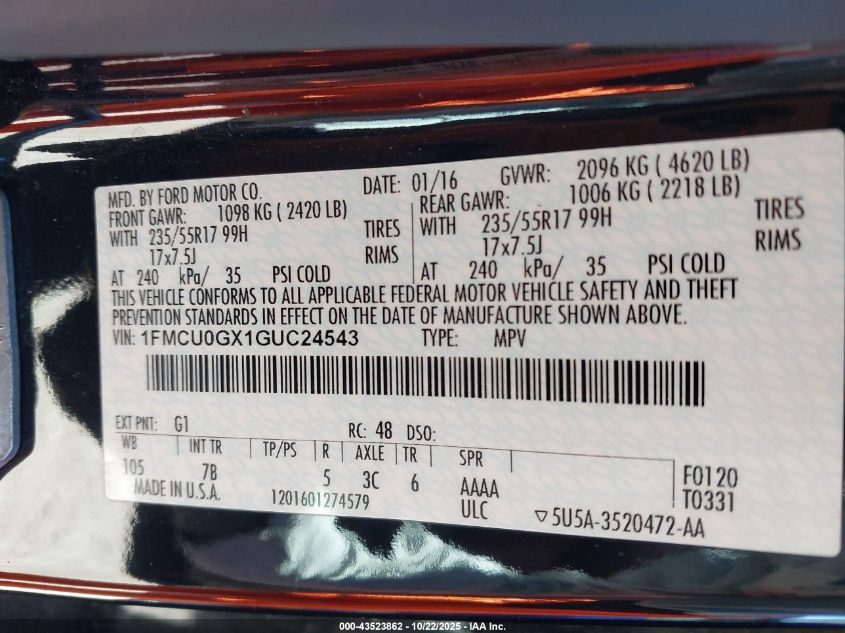 MFD. BY FORD MOTOR CO. DATE: 01/16 GVWR: 2096 KG ( 4620 LB)
FRONT GAWR: 1098 KG ( 2420 LB) REAR GAWR: 1006 KG ( 2218 LB)
WITH 235/55R17 99H TIRES WITH 235/55R17 99H TIRES
17x7.5J RIMS 17x7.5J RIMS
AT 240 kPa/ 35 PSI COLD AT 240 kPa/ 35 PSI COLD
THIS VEHICLE CONFORMS TO ALL APPLICABLE FEDERAL MOTOR VEHICLE SAFETY AND THEFT
PREVENTION STANDARDS IN EFFECT ON THE DATE OF MANUFACTURE SHOWN ABOVE.
VIN: 1FMCU0GX1GUC24543 TYPE: MPV
EXT PNT: G1 RC: 48 DSO:
WB INT TR TP/PS R AXLE TR SPR
105 7B 5 3C 6 AAAA F0120
MADE IN U.S.A. 1201601274579 ULC T0331
5U5A-3520472-AA
000-43523862 - 10/22/2025 - IAA Inc.